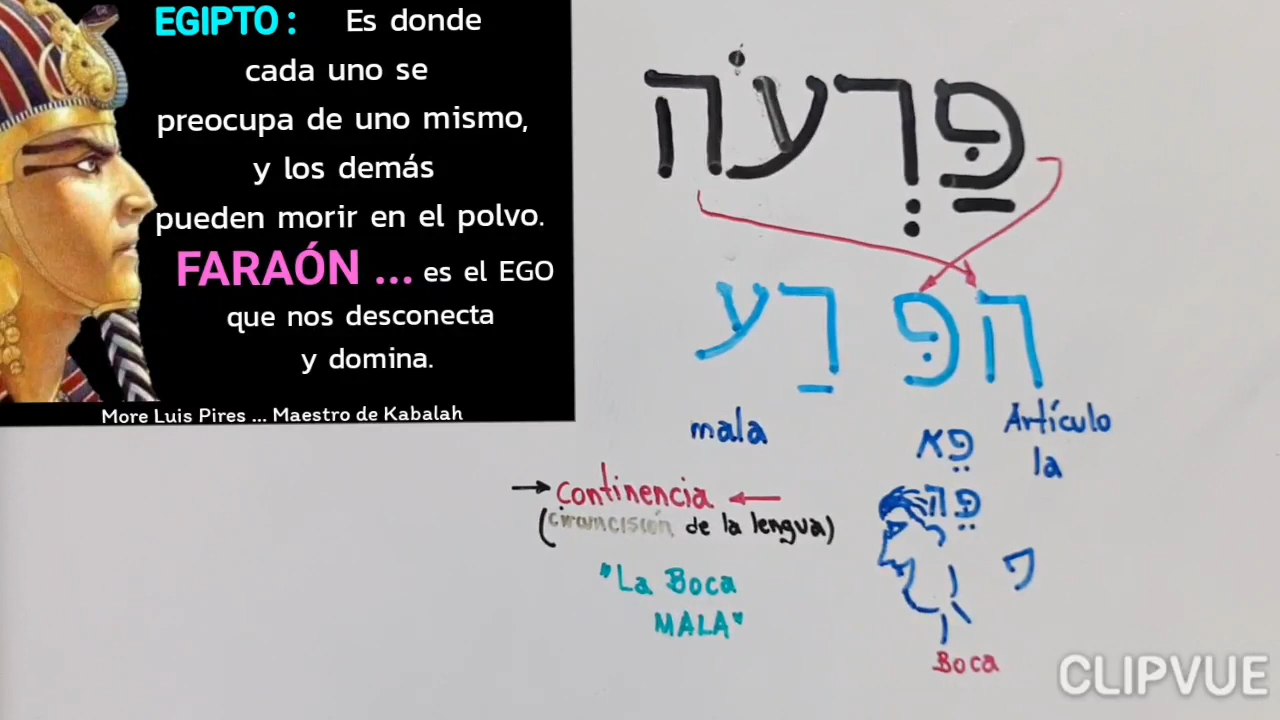 EGIPTO : Es donde
cada uno se
preocupa de uno mismo,
y los demás
pueden morir en el polvo.
FARAÓN ... es el EGO
que nos desconecta
y domina.
More Luis Pires ... Maestro de Kabalah
פַּרְעֹה
הפּ רַע
mala
Artículo
la
פֵא
פֵה
→ continencia ←
(circuncisión de la lengua)
"La Boca
MALA"
פ
Boca
CLIPVUE